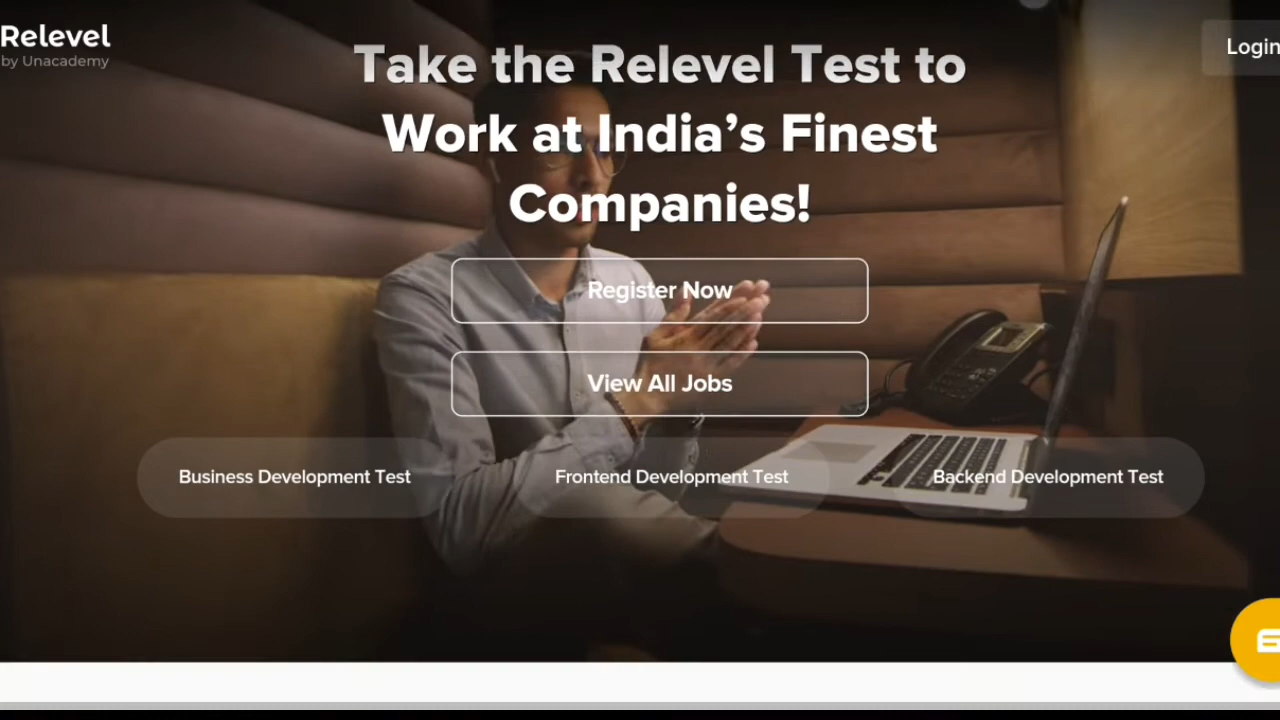 Relevel
by Unacademy
Login
Take the Relevel Test to
Work at India’s Finest
Companies!
Register Now
View All Jobs
Business Development Test
Frontend Development Test
Backend Development Test